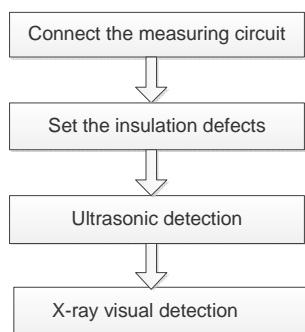 Connect the measuring circuit
Set the insulation defects
Ultrasonic detection
X-ray visual detection